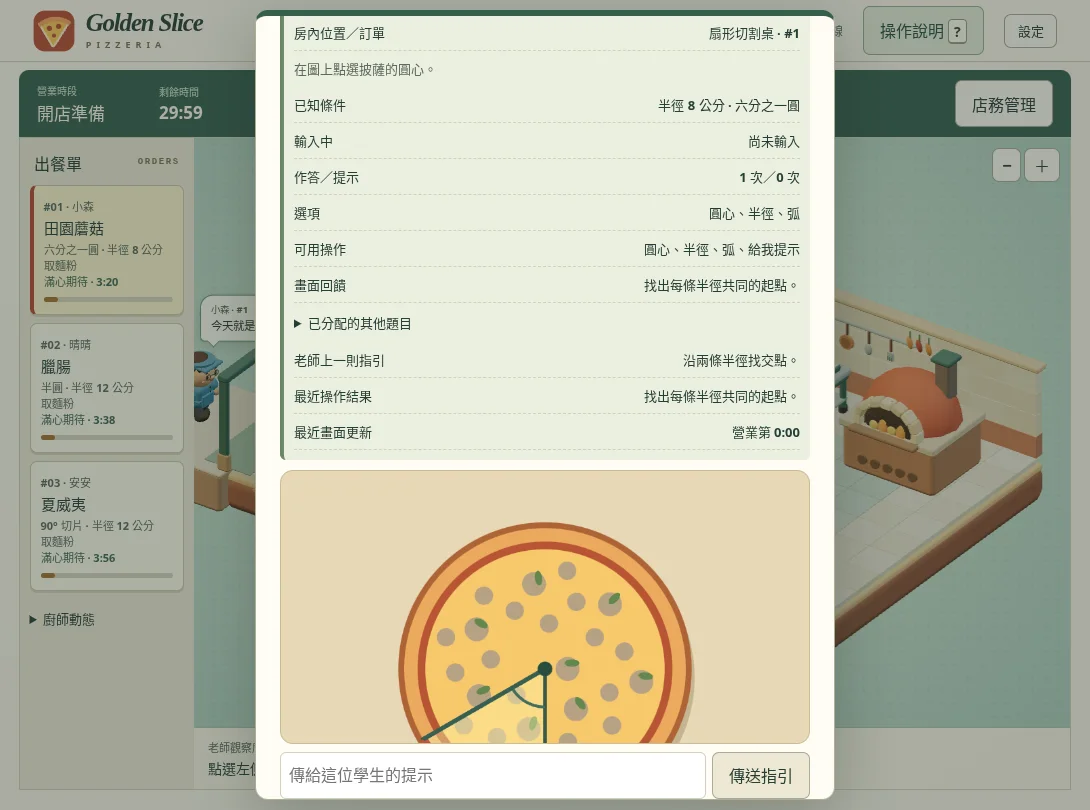 Golden Slice
PIZZERIA
線
操作說明 ?
設定
營業時段
開店準備
剩餘時間
29:59
店務管理
出餐單
ORDERS
#01 · 小森
田園蘑菇
六分之一圓 · 半徑 8 公分
取麵粉
滿心期待 · 3:20
#02 · 晴晴
臘腸
半圓 · 半徑 12 公分
取麵粉
滿心期待 · 3:38
#03 · 安安
夏威夷
90° 切片 · 半徑 12 公分
取麵粉
滿心期待 · 3:56
▶ 廚師動態
小森 · #1
今天就是
− +
老師觀察
點選左
房內位置／訂單 扇形切割桌 · #1
在圖上點選披薩的圓心。
已知條件 半徑 8 公分 · 六分之一圓
輸入中 尚未輸入
作答／提示 1 次／0 次
選項 圓心、半徑、弧
可用操作 圓心、半徑、弧、給我提示
畫面回饋 找出每條半徑共同的起點。
▶ 已分配的其他題目
老師上一則指引 沿兩條半徑找交點。
最近操作結果 找出每條半徑共同的起點。
最近畫面更新 營業第 0:00
傳給這位學生的提示
傳送指引